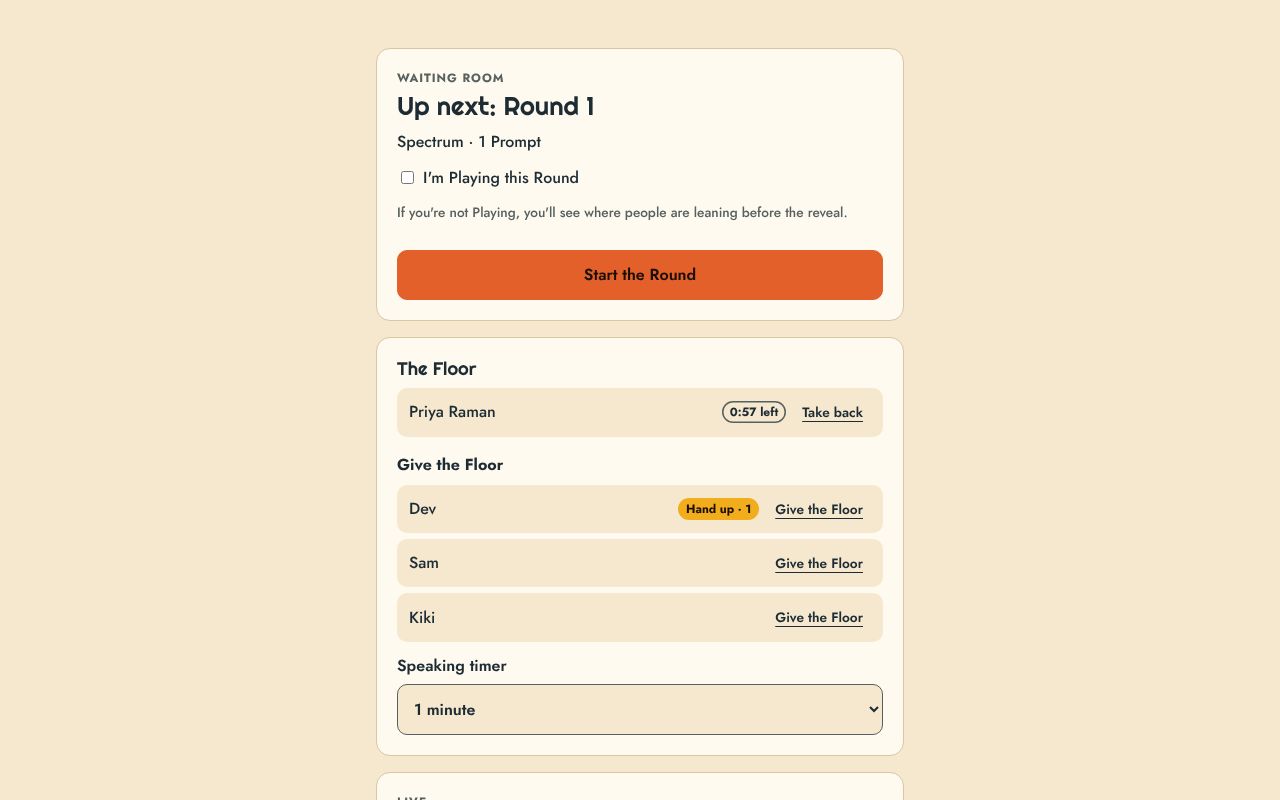 WAITING ROOM
Up next: Round 1
Spectrum · 1 Prompt
I'm Playing this Round
If you're not Playing, you'll see where people are leaning before the reveal.
Start the Round
The Floor
Priya Raman 0:57 left Take back
Give the Floor
Dev Hand up · 1 Give the Floor
Sam Give the Floor
Kiki Give the Floor
Speaking timer
1 minute